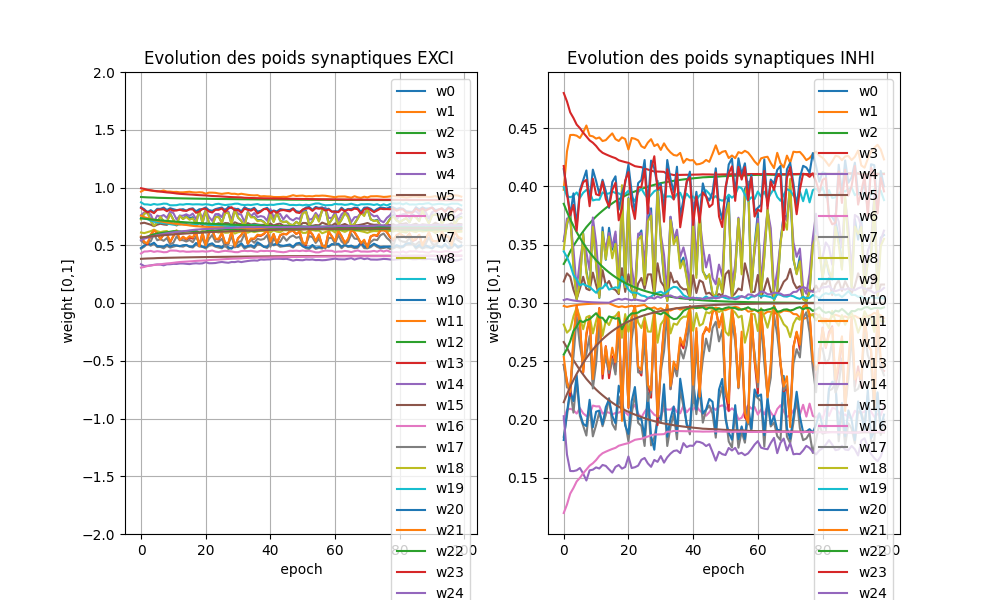 Evolution des poids synaptiques EXCI
2.0
1.5
1.0
0.5
0.0
−0.5
−1.0
−1.5
−2.0
weight [0,1]
0
20
40
60
80
100
epoch
w0
w1
w2
w3
w4
w5
w6
w7
w8
w9
w10
w11
w12
w13
w14
w15
w16
w17
w18
w19
w20
w21
w22
w23
w24
Evolution des poids synaptiques INHI
0.45
0.40
0.35
0.30
0.25
0.20
0.15
weight [0,1]
0
20
40
60
80
100
epoch
w0
w1
w2
w3
w4
w5
w6
w7
w8
w9
w10
w11
w12
w13
w14
w15
w16
w17
w18
w19
w20
w21
w22
w23
w24